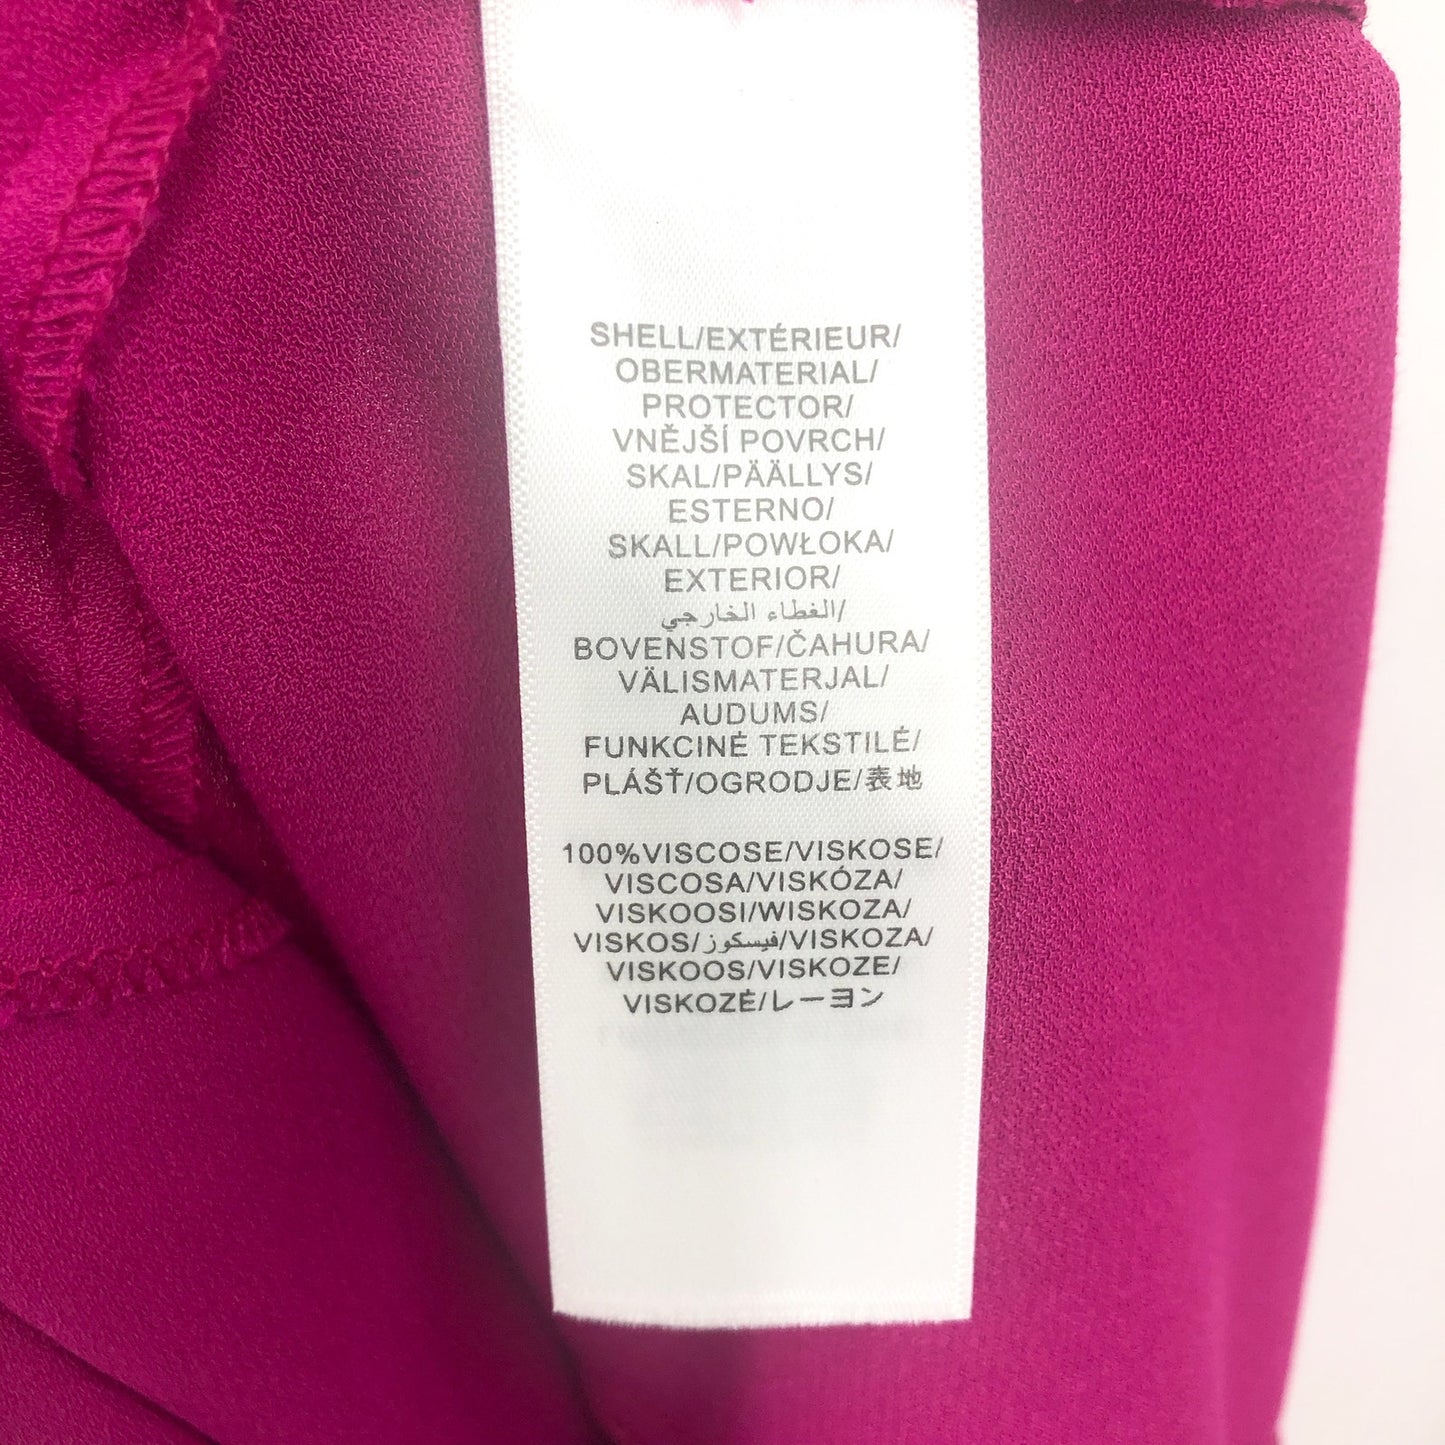 SHELL/EXTÉRIEUR/
OBERMATERIAL/
PROTECTOR/
VNĚJŠÍ POVRCH/
SKAL/PÄÄLLYS/
ESTERNO/
SKALL/POWŁOKA/
EXTERIOR/
الغطاء الخارجي/
BOVENSTOF/ČAHURA/
VÄLISMATERJAL/
AUDUMS/
FUNKCINĖ TEKSTILĖ/
PLÁŠŤ/OGRODJE/表地
100%VISCOSE/VISKOSE/
VISCOSA/VISKÓZA/
VISKOOSI/WISKOZA/
VISKOS/فيسكوز/VISKOZA/
VISKOOS/VISKOZE/
VISKOZĖ/レーヨン